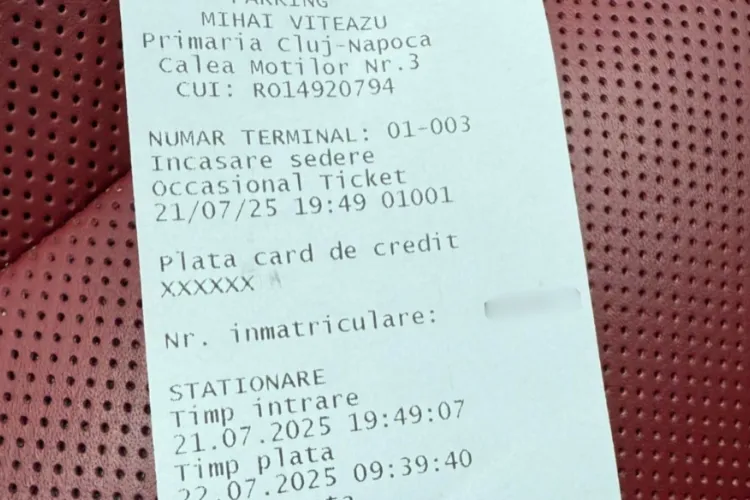 PARKING
MIHAI VITEAZU
Primaria Cluj-Napoca
Calea Motilor Nr.3
CUI: RO14920794
NUMAR TERMINAL: 01-003
Incasare sedere
Occasional Ticket
21/07/25 19:49 01001
Plata card de credit
XXXXXX
Nr. inmatriculare:
STATIONARE
Timp intrare
21.07.2025 19:49:07
Timp plata
22.07.2025 09:39:40